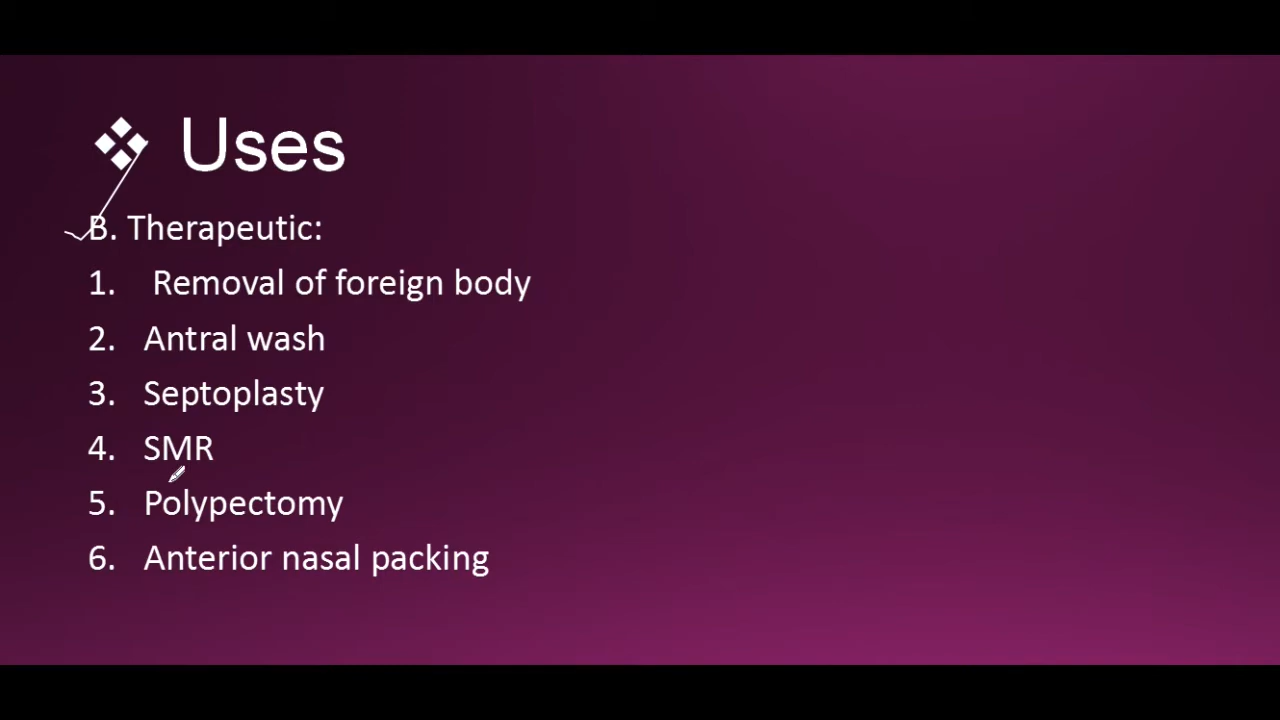 ❖ Uses
B. Therapeutic:
1. Removal of foreign body
2. Antral wash
3. Septoplasty
4. SMR
5. Polypectomy
6. Anterior nasal packing